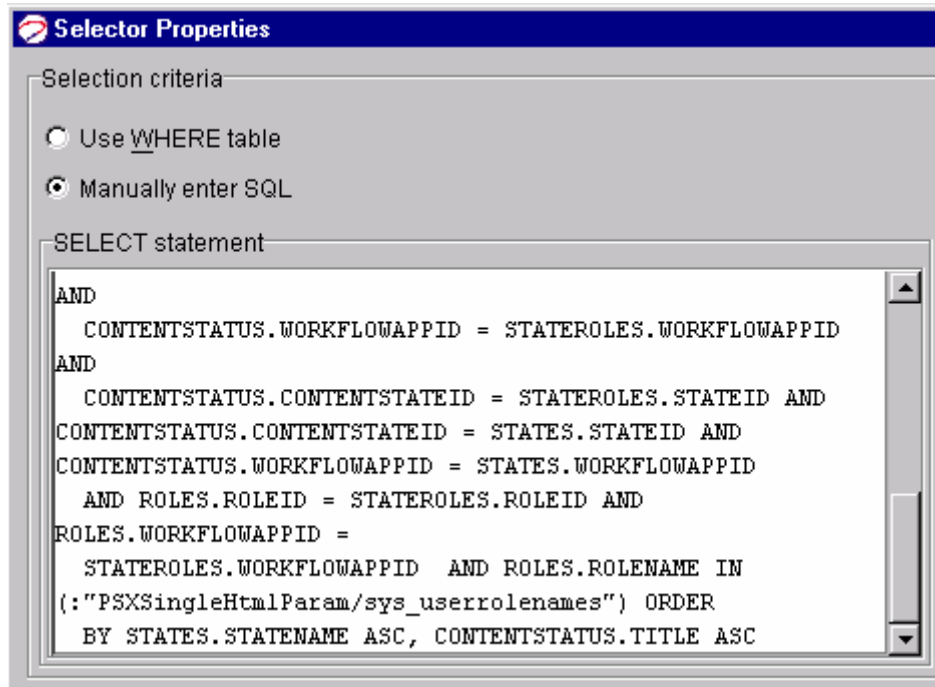 Selector Properties
Selection criteria
Use WHERE table
Manually enter SQL
SELECT statement
AND
CONTENTSTATUS.WORKFLOWAPPID = STATEROLES.WORKFLOWAPPID
AND
CONTENTSTATUS.CONTENTSTATEID = STATEROLES.STATEID AND
CONTENTSTATUS.CONTENTSTATEID = STATES.STATEID AND
CONTENTSTATUS.WORKFLOWAPPID = STATES.WORKFLOWAPPID
AND ROLES.ROLEID = STATEROLES.ROLEID AND
ROLES.WORKFLOWAPPID =
STATEROLES.WORKFLOWAPPID  AND ROLES.ROLENAME IN
(:"PSXSingleHtmlParam/sys_userrolenames") ORDER
BY STATES.STATENAME ASC, CONTENTSTATUS.TITLE ASC